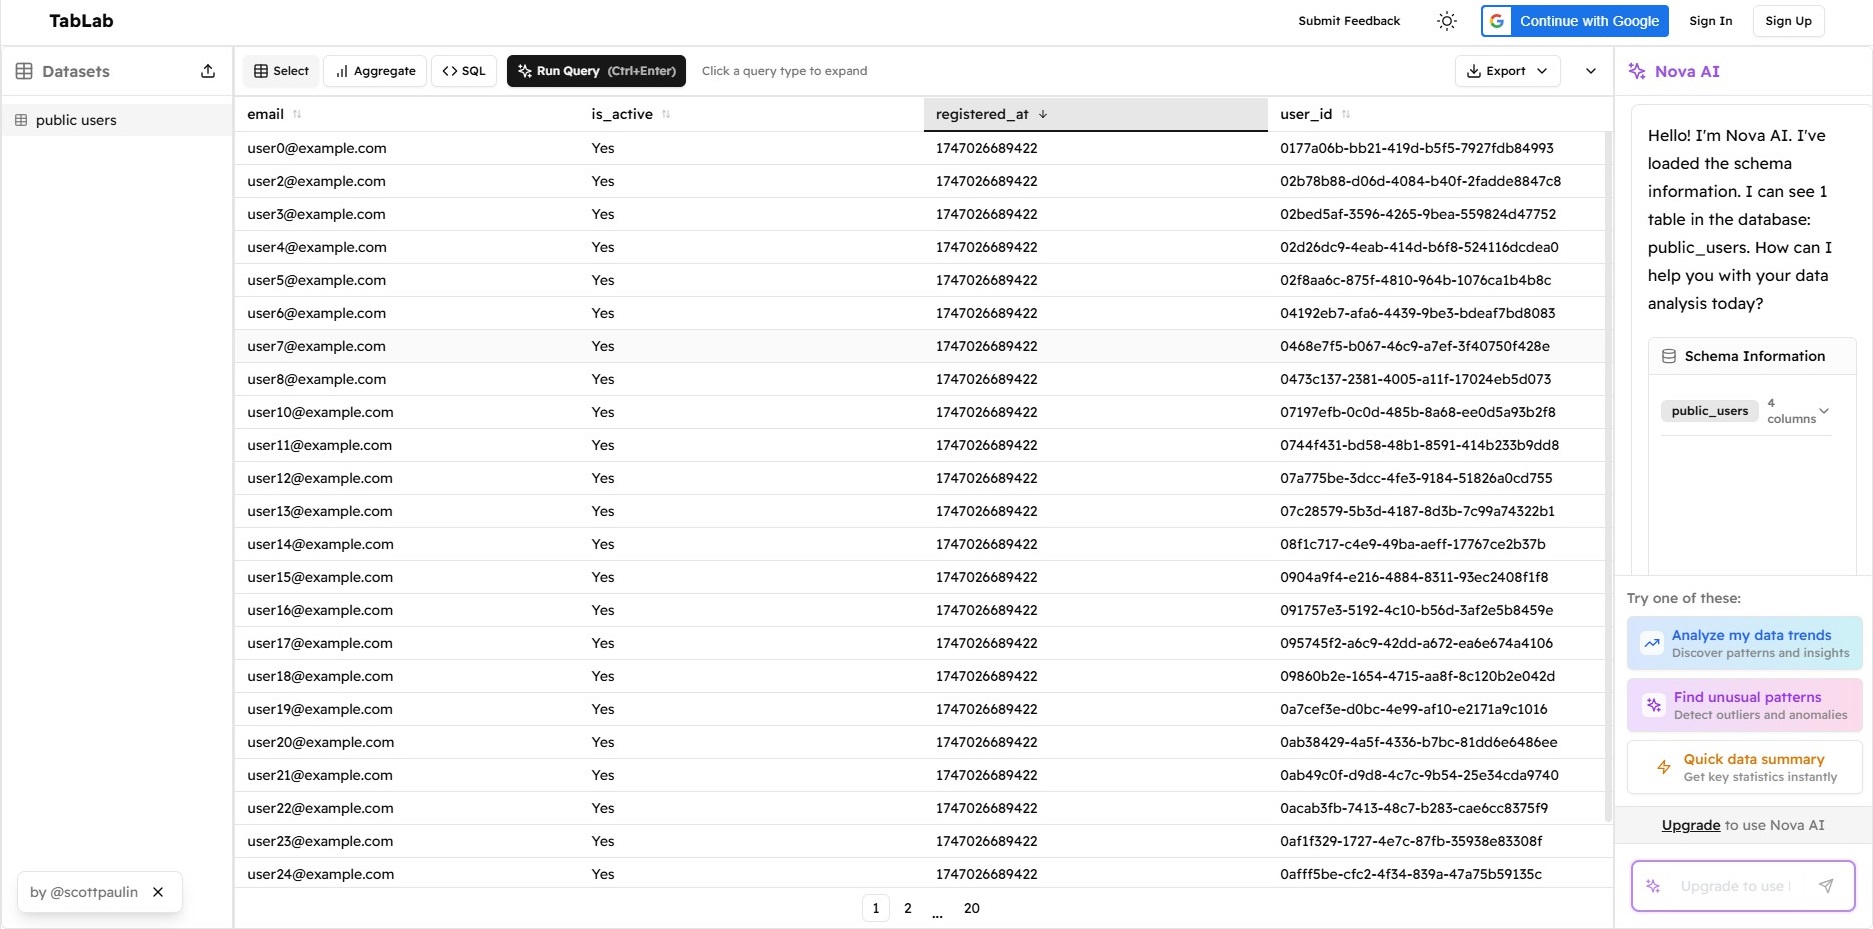 TabLab
Submit Feedback
Continue with Google
Sign In
Sign Up
Datasets
public users
Select
Aggregate
<> SQL
Run Query (Ctrl+Enter)
Click a query type to expand
Export
email is_active registered_at user_id
user0@example.com Yes 1747026689422 0177a06b-bb21-419d-b5f5-7927fdb84993
user2@example.com Yes 1747026689422 02b78b88-d06d-4084-b40f-2fadde8847c8
user3@example.com Yes 1747026689422 02bed5af-3596-4265-9bea-559824d47752
user4@example.com Yes 1747026689422 02d26dc9-4eab-414d-b6f8-524116dcdea0
user5@example.com Yes 1747026689422 02f8aa6c-875f-4810-964b-1076ca1b4b8c
user6@example.com Yes 1747026689422 04192eb7-afa6-4439-9be3-bdeaf7bd8083
user7@example.com Yes 1747026689422 0468e7f5-b067-46c9-a7ef-3f40750f428e
user8@example.com Yes 1747026689422 0473c137-2381-4005-a11f-17024eb5d073
user10@example.com Yes 1747026689422 07197efb-0c0d-485b-8a68-ee0d5a93b2f8
user11@example.com Yes 1747026689422 0744f431-bd58-48b1-8591-414b233b9dd8
user12@example.com Yes 1747026689422 07a775be-3dcc-4fe3-9184-51826a0cd755
user13@example.com Yes 1747026689422 07c28579-5b3d-4187-8d3b-7c99a74322b1
user14@example.com Yes 1747026689422 08f1c717-c4e9-49ba-aeff-17767ce2b37b
user15@example.com Yes 1747026689422 0904a9f4-e216-4884-8311-93ec2408f1f8
user16@example.com Yes 1747026689422 091757e3-5192-4c10-b56d-3af2e5b8459e
user17@example.com Yes 1747026689422 095745f2-a6c9-42dd-a672-ea6e674a4106
user18@example.com Yes 1747026689422 09860b2e-1654-4715-aa8f-8c120b2e042d
user19@example.com Yes 1747026689422 0a7cef3e-d0bc-4e99-af10-e2171a9c1016
user20@example.com Yes 1747026689422 0ab38429-4a5f-4336-b7bc-81dd6e6486ee
user21@example.com Yes 1747026689422 0ab49c0f-d9d8-4c7c-9b54-25e34cda9740
user22@example.com Yes 1747026689422 0acab3fb-7413-48c7-b283-cae6cc8375f9
user23@example.com Yes 1747026689422 0af1f329-1727-4e7c-87fb-35938e83308f
user24@example.com Yes 1747026689422 0afff5be-cfc2-4f34-839a-47a75b59135c
1 2 ... 20
by @scottpaulin
Nova AI
Hello! I'm Nova AI. I've
loaded the schema
information. I can see 1
table in the database:
public_users. How can I
help you with your data
analysis today?
Schema Information
public_users
4
columns
Try one of these:
Analyze my data trends
Discover patterns and insights
Find unusual patterns
Detect outliers and anomalies
Quick data summary
Get key statistics instantly
Upgrade to use Nova AI
Upgrade to use